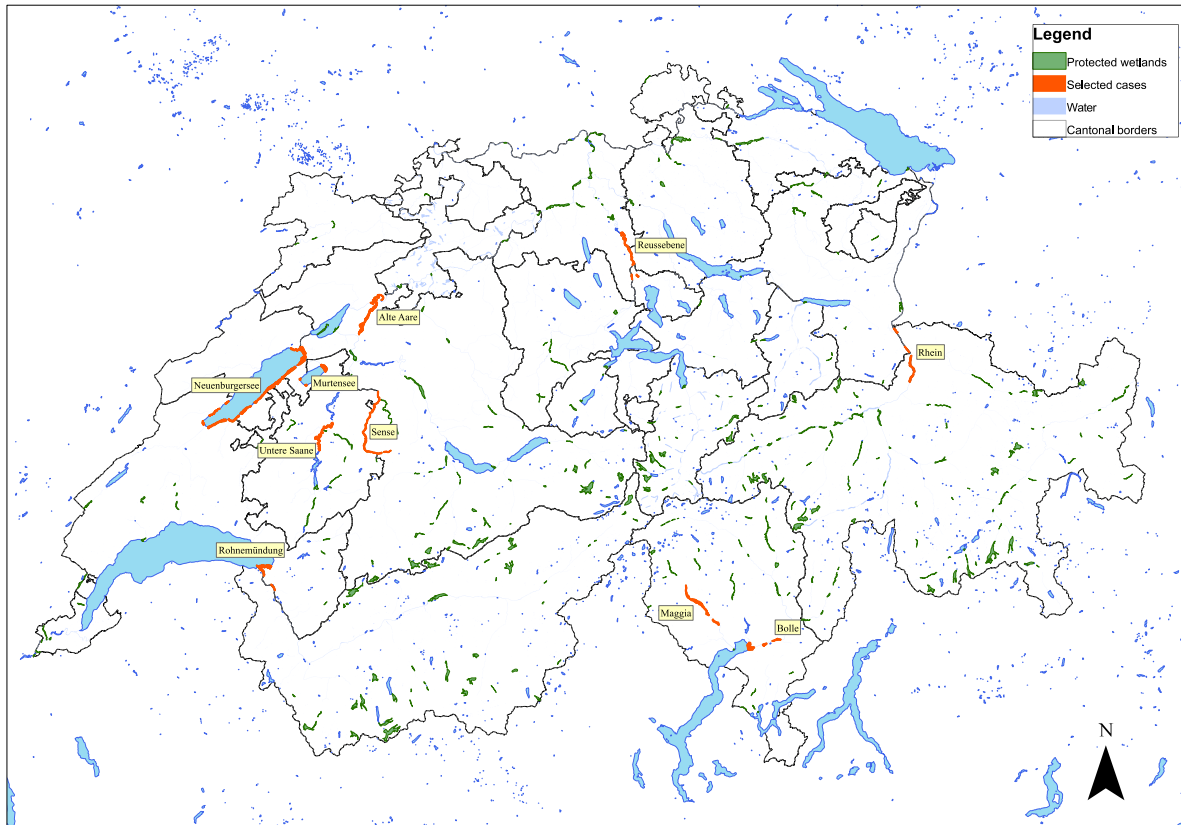 Legend
Protected wetlands
Selected cases
Water
Cantonal borders
Reussebene
Alte Aare
Rhein
Neuenburgersee
Murtensee
Sense
Untere Saane
Rohnemündung
Maggia
Bolle
N